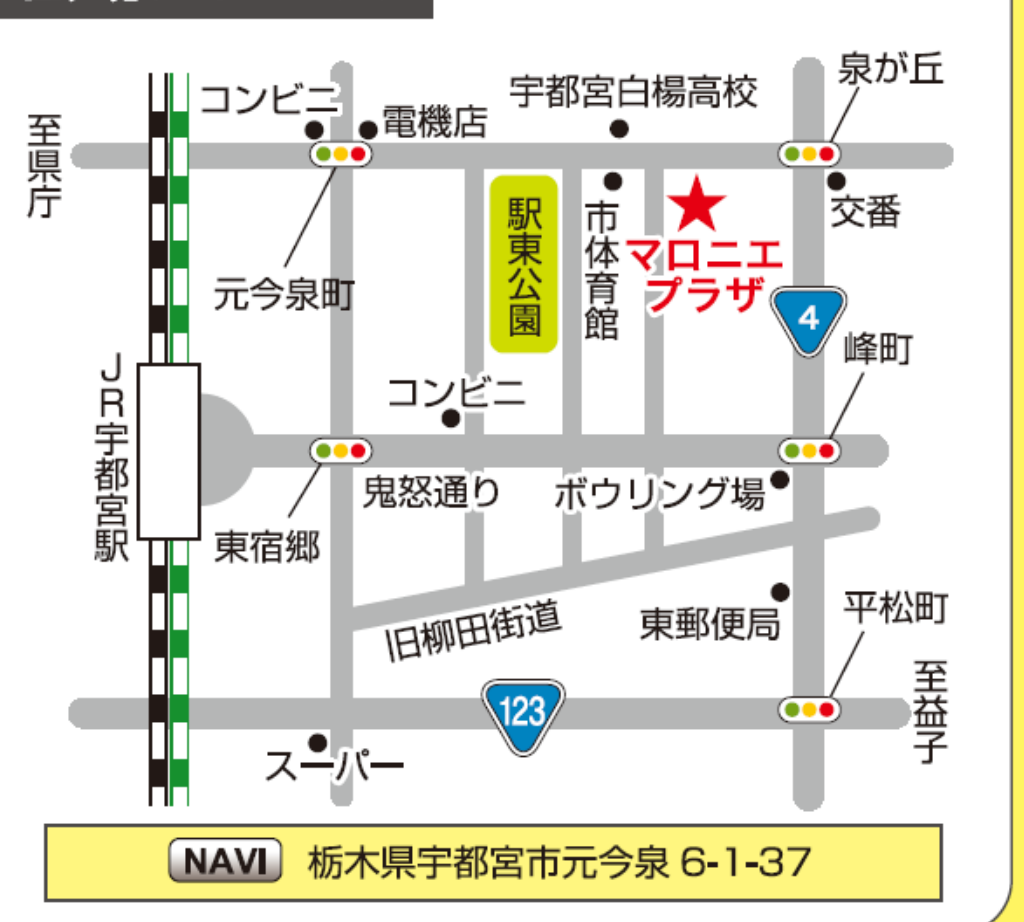 コンビニ
電機店
宇都宮白楊高校
泉が丘
至県庁
駅東公園
市体育館
マロニエ
プラザ
交番
元今泉町
4
峰町
JR宇都宮駅
コンビニ
鬼怒通り
ボウリング場
東宿郷
旧柳田街道
東郵便局
平松町
至益子
123
スーパー
NAVI 栃木県宇都宮市元今泉 6-1-37